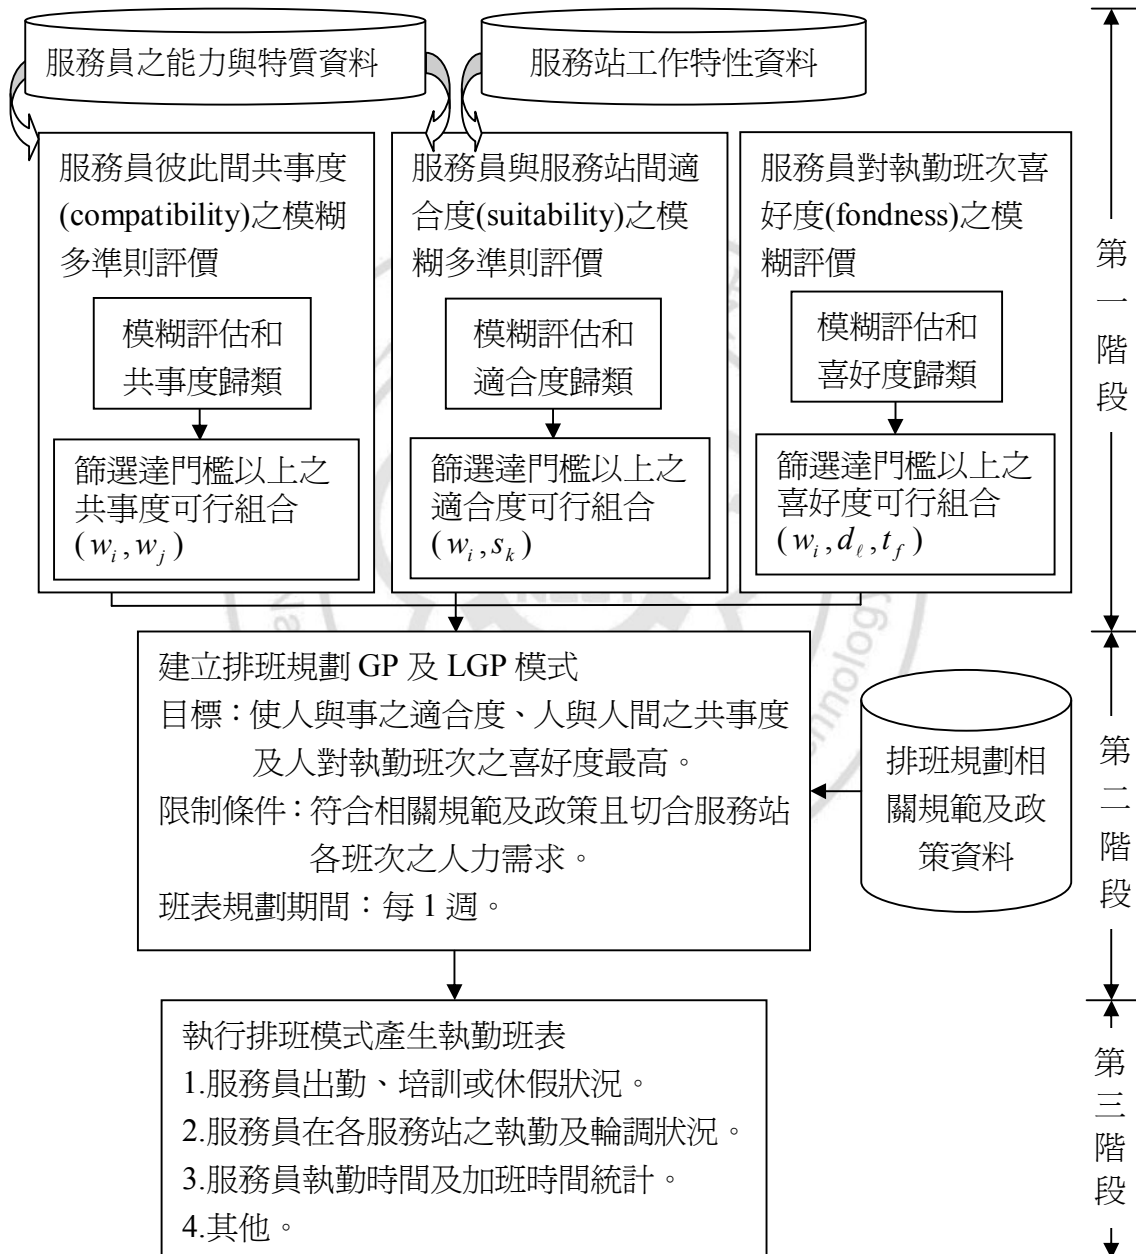 服務員之能力與特質資料
服務站工作特性資料
服務員彼此間共事度
(compatibility)之模糊
多準則評價
模糊評估和
共事度歸類
篩選達門檻以上之
共事度可行組合
(w_i, w_j)
服務員與服務站間適
合度(suitability)之模
糊多準則評價
模糊評估和
適合度歸類
篩選達門檻以上之
適合度可行組合
(w_i, s_k)
服務員對執勤班次喜
好度(fondness)之模
糊評價
模糊評估和
喜好度歸類
篩選達門檻以上之
喜好度可行組合
(w_i, d_ℓ, t_f)
第一階段
建立排班規劃 GP 及 LGP 模式
目標：使人與事之適合度、人與人間之共事度
及人對執勤班次之喜好度最高。
限制條件：符合相關規範及政策且切合服務站
各班次之人力需求。
班表規劃期間：每 1 週。
排班規劃相
關規範及政
策資料
第二階段
執行排班模式產生執勤班表
1.服務員出勤、培訓或休假狀況。
2.服務員在各服務站之執勤及輪調狀況。
3.服務員執勤時間及加班時間統計。
4.其他。
第三階段